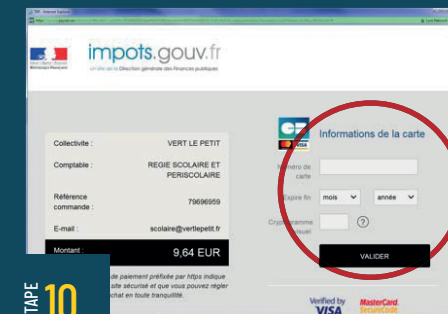 impots.gouv.fr
un site de la Direction générale des Finances publiques
Collectivité :
VERT LE PETIT
Comptable :
REGIE SCOLAIRE ET
PERISCOLAIRE
Référence
commande :
79696959
E-mail :
scolaire@vertlepetit.fr
Montant :
9,64 EUR
de paiement préfixée par https indique
site sécurisé et que vous pouvez régler
chat en toute tranquilité.
VISA
Informations de la carte
Numéro de
carte
Expire fin
mois
année
Cryptogramme
visuel
?
VALIDER
Verified by
VISA
MasterCard.
SecureCode.
TAPE
10